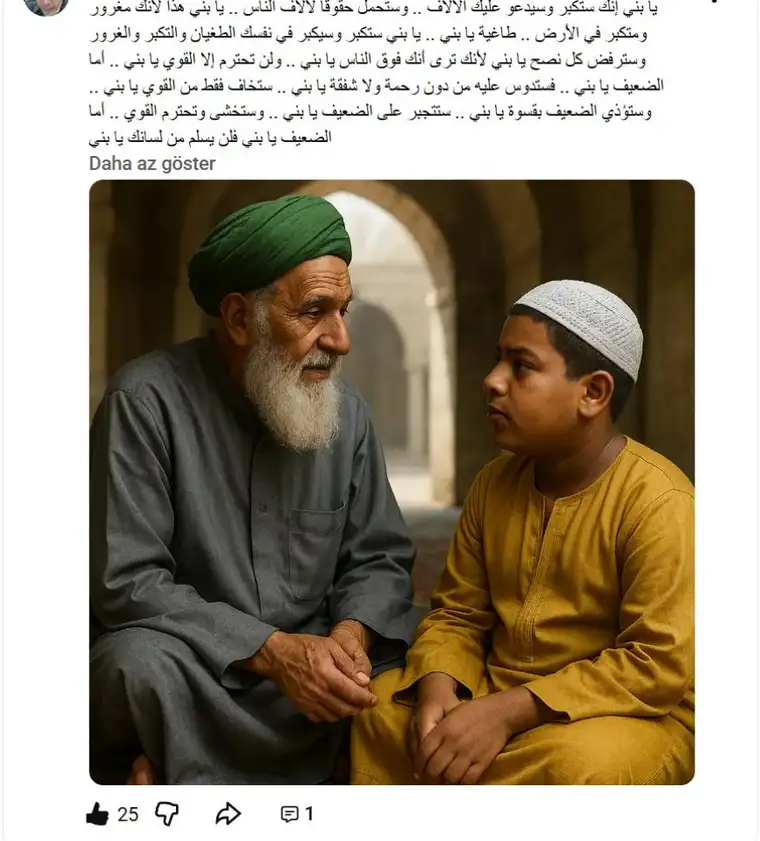 يا بني إنك ستكبر وسيدعو عليك الالاف .. وستحمل حقوقا لالاف الناس .. يا بني هذا لأنك مغرور
ومتكبر في الأرض .. طاغية يا بني .. يا بني ستكبر وسيكبر في نفسك الطغيان والتكبر والغرور
وسترفض كل نصح يا بني لأنك ترى أنك فوق الناس يا بني .. ولن تحترم إلا القوي يا بني .. أما
الضعيف يا بني .. فستدوس عليه من دون رحمة ولا شفقة يا بني .. ستخاف فقط من القوي يا بني ..
وستؤذي الضعيف بقسوة يا بني .. ستتجبر على الضعيف يا بني .. وستخشى وتحترم القوي .. أما
الضعيف يا بني فلن يسلم من لسانك يا بني
Daha az göster
25 1